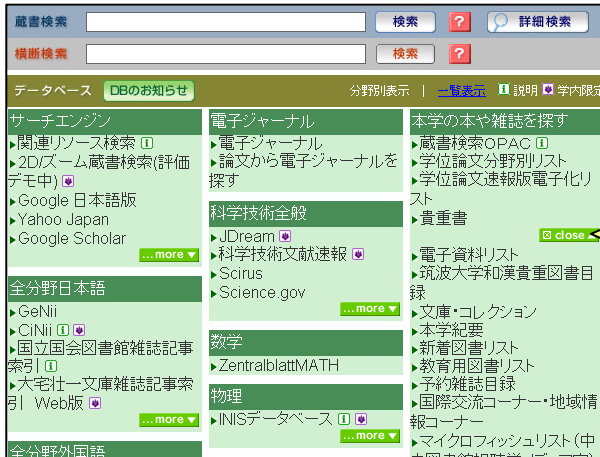 蔵書検索 検索 ? 詳細検索
横断検索 検索 ?
データベース DBのお知らせ 分野別表示 | 一覧表示 i 説明 学内限定
サーチエンジン
関連リソース検索 i
2D/ズーム蔵書検索(評価
デモ中)
Google 日本語版
Yahoo Japan
Google Scholar
...more ▼
全分野日本語
GeNii
CiNii i
国立国会図書館雑誌記事
索引 i
大宅壮一文庫雑誌記事索
引 Web版
...more ▼
全分野外国語
電子ジャーナル
電子ジャーナル
論文から電子ジャーナルを
探す
科学技術全般
JDream
科学技術文献速報
Scirus
Science.gov
...more ▼
数学
ZentralblattMATH
物理
INISデータベース i
...more ▼
本学の本や雑誌を探す
蔵書検索OPAC i
学位論文分野別リスト
学位論文速報版電子化リ
スト
貴重書
close
電子資料リスト
筑波大学和漢貴重図書目
録
文庫・コレクション
本学紀要
新着図書リスト
教育用図書リスト
予約雑誌目録
国際交流コーナー・地域情
報コーナー
マイクロフィッシュリスト(中